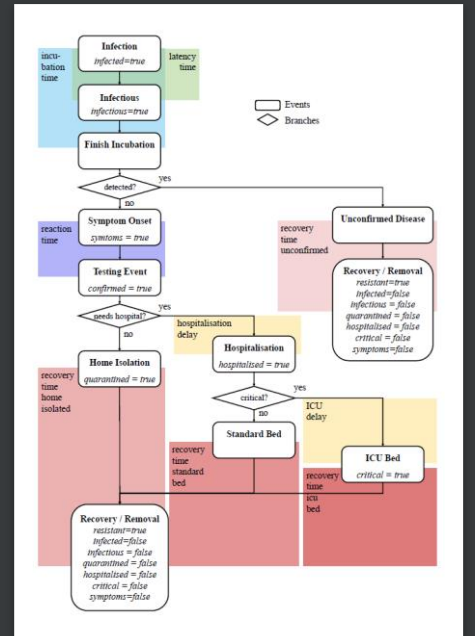 Infection
infected=true
incu-
bation
time
latency
time
Infectious
infectious=true
Events
Branches
Finish Incubation
detected?
yes
no
Symptom Onset
symtoms = true
reaction
time
Unconfirmed Disease
recovery
time
unconfirmed
Testing Event
confirmed = true
Recovery / Removal
resistant=true
infected=false
infectious = false
quarantined = false
hospitalised = false
critical = false
symptoms=false
needs hospital?
yes
no
hospitalisation
delay
Hospitalisation
hospitalised = true
Home Isolation
quarantined = true
recovery
time
home
isolated
critical?
yes
no
ICU
delay
Standard Bed
recovery
time
standard
bed
ICU Bed
critical = true
recovery
time
icu
bed
Recovery / Removal
resistant=true
infected=false
infectious = false
quarantined = false
hospitalised = false
critical = false
symptoms=false